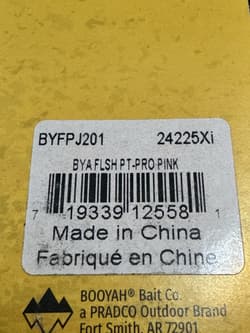 BYFPJ201 24225Xi
BYA FLSH PT-PRO PINK
7 19339 12558 1
Made in China
Fabriqué en Chine
BOOYAH® Bait Co.
a PRADCO Outdoor Brand
Fort Smith, AR 72901